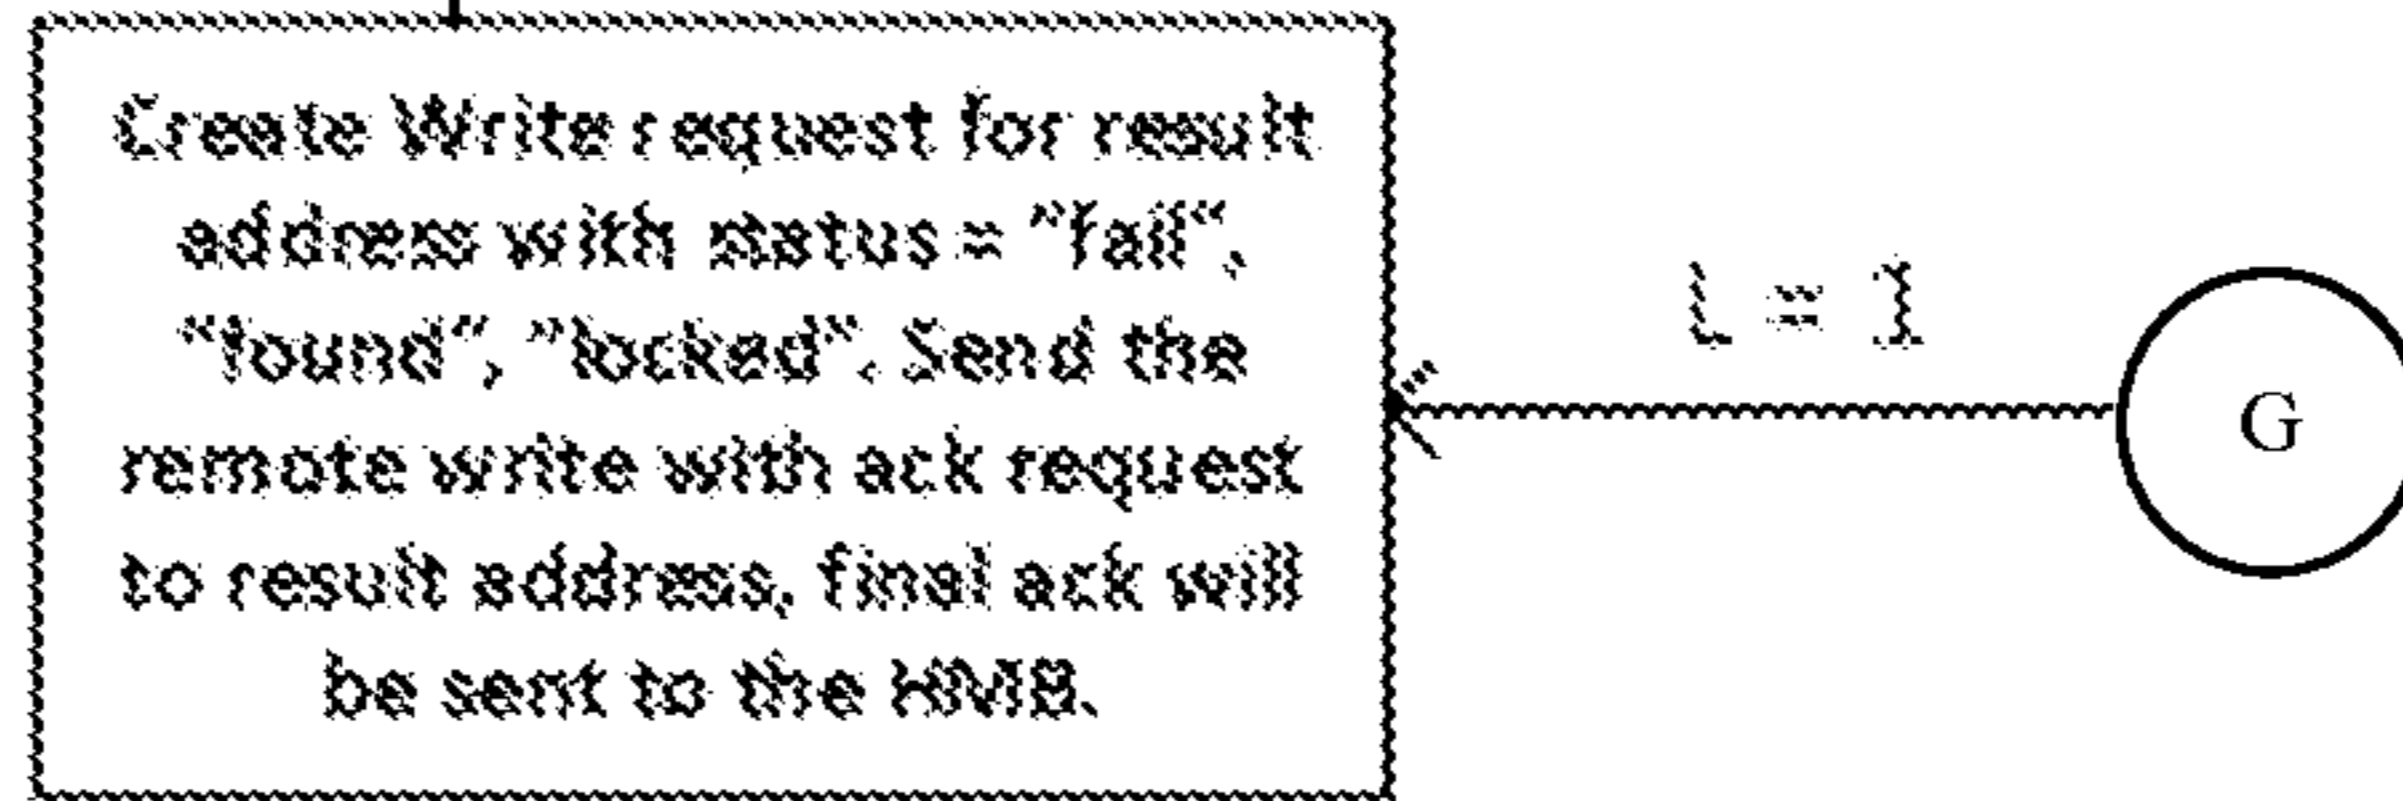 Create Write request for result
address with status = "fail",
"found", "locked". Send the
remote write with ack request
to result address, final ack will
be sent to the HMB.
L = 1
G